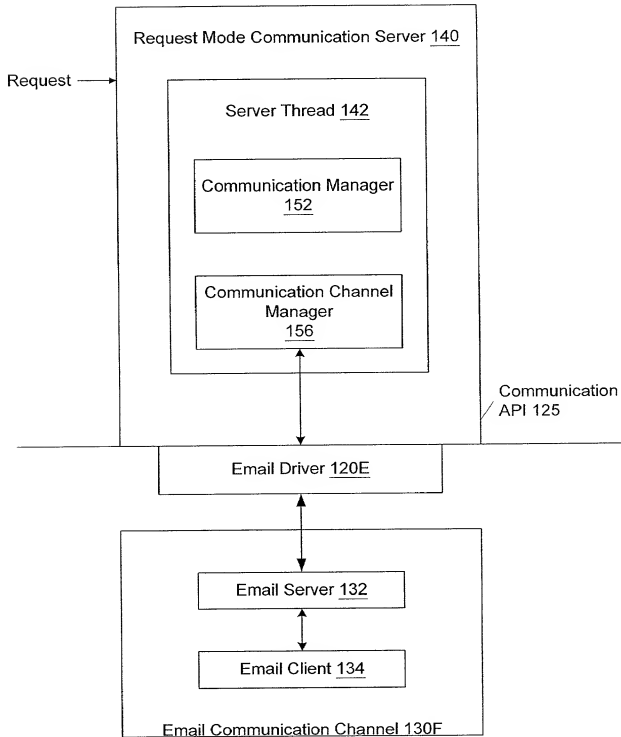 Request Mode Communication Server 140
Request
Server Thread 142
Communication Manager
152
Communication Channel
Manager
156
Communication
API 125
Email Driver 120E
Email Server 132
Email Client 134
Email Communication Channel 130F